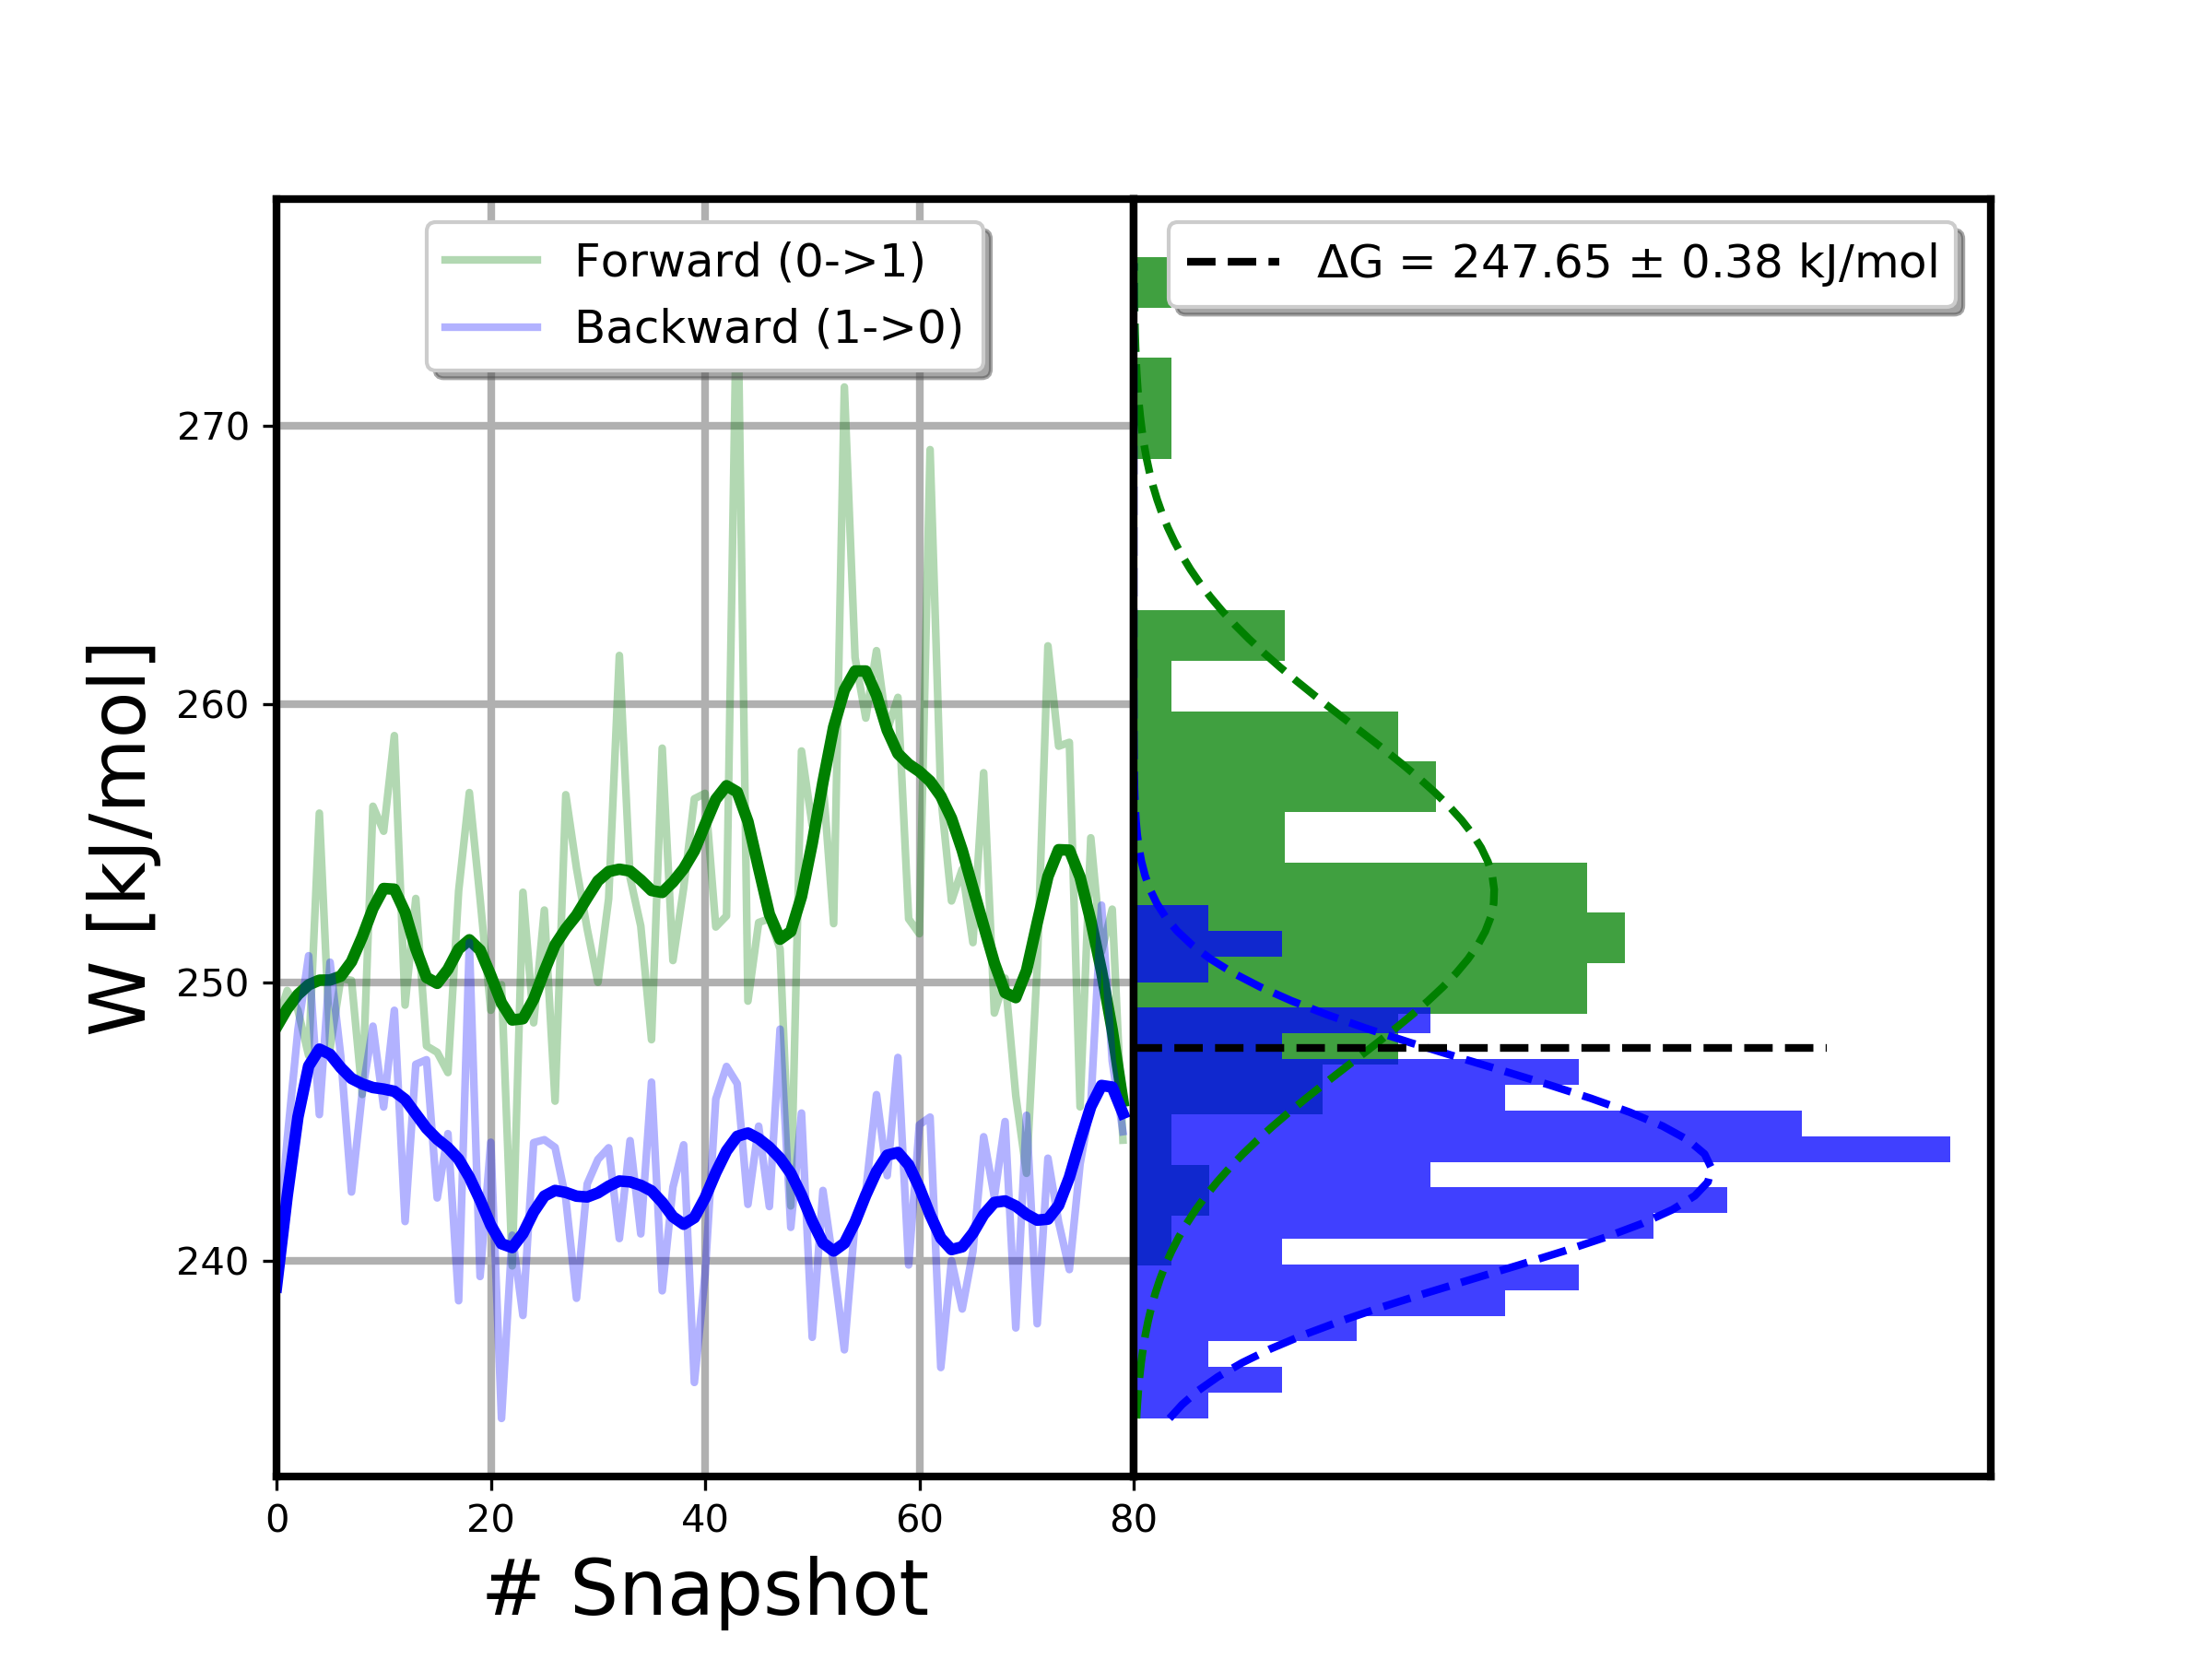 Forward (0->1)
Backward (1->0)
ΔG = 247.65 ± 0.38 kJ/mol
W [kJ/mol]
270
260
250
240
0 20 40 60 80
# Snapshot